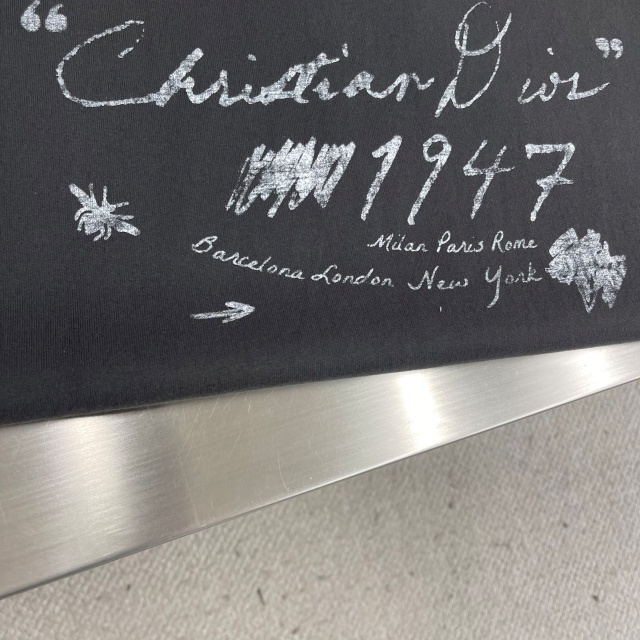 “Christian Dior”
1947
Milan Paris Rome
Barcelona London New York